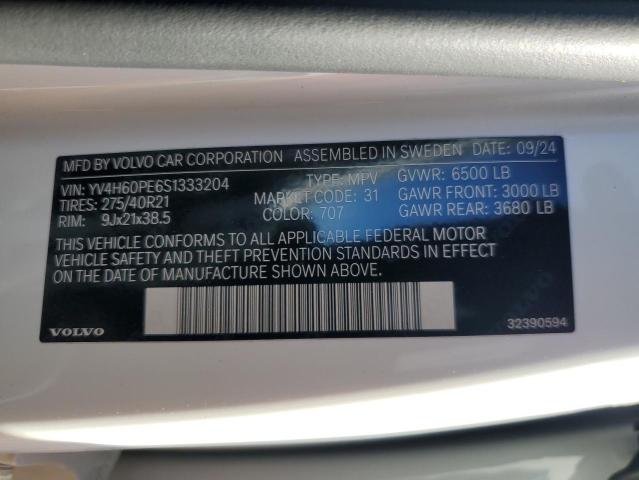 MFD BY VOLVO CAR CORPORATION ASSEMBLED IN SWEDEN DATE: 09/24
VIN: YV4H60PE6S1333204 TYPE: MPV GVWR: 6500 LB
TIRES: 275/40R21 MARKET CODE: 31 GAWR FRONT: 3000 LB
RIM: 9Jx21x38.5 COLOR: 707 GAWR REAR: 3680 LB
THIS VEHICLE CONFORMS TO ALL APPLICABLE FEDERAL MOTOR
VEHICLE SAFETY AND THEFT PREVENTION STANDARDS IN EFFECT
ON DATE OF MANUFACTURE SHOWN ABOVE.
VOLVO 32390594